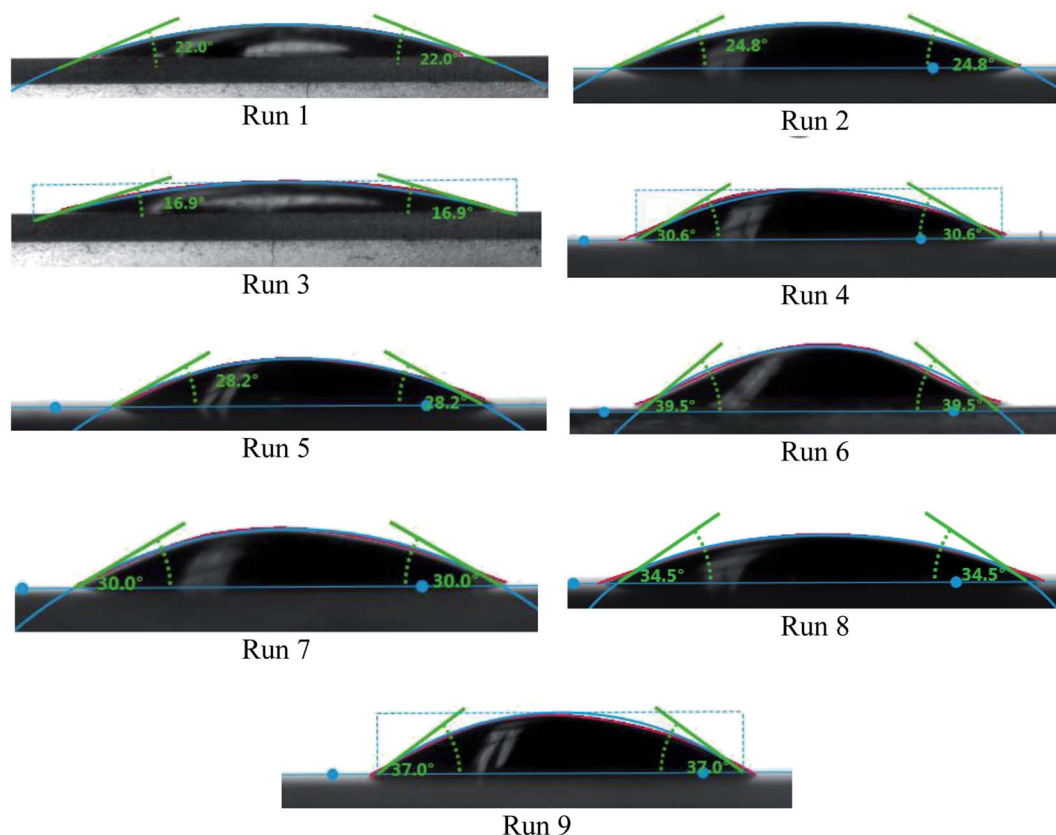 22.0° 22.0°
Run 1
24.8° 24.8°
Run 2
16.9° 16.9°
Run 3
30.6° 30.6°
Run 4
28.2° 28.2°
Run 5
39.5° 39.5°
Run 6
30.0° 30.0°
Run 7
34.5° 34.5°
Run 8
37.0° 37.0°
Run 9